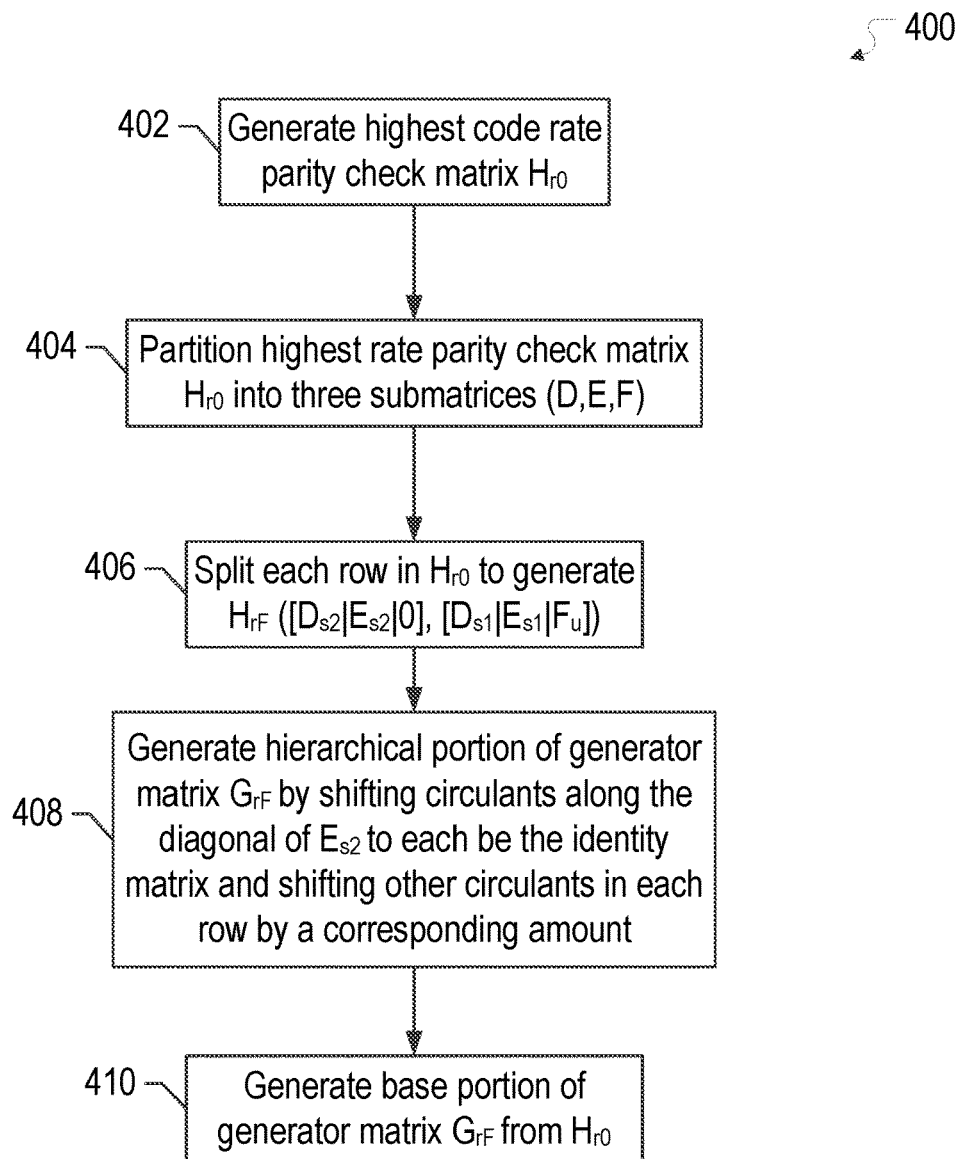 400
402
Generate highest code rate
parity check matrix Hr0
404
Partition highest rate parity check matrix
Hr0 into three submatrices (D,E,F)
406
Split each row in Hr0 to generate
HrF ([Ds2|Es2|0], [Ds1|Es1|Fu])
408
Generate hierarchical portion of generator
matrix GrF by shifting circulants along the
diagonal of Es2 to each be the identity
matrix and shifting other circulants in each
row by a corresponding amount
410
Generate base portion of
generator matrix GrF from Hr0